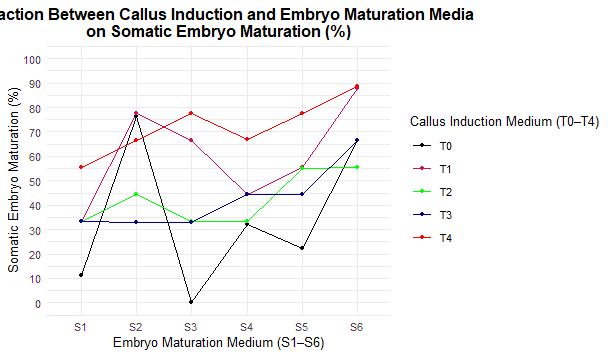 Between Callus Induction and Embryo Maturation Media
on Somatic Embryo Maturation (%)
100
90
80
70
60
50
40
30
20
10
0
Somatic Embryo Maturation (%)
S1 S2 S3 S4 S5 S6
Embryo Maturation Medium (S1–S6)
Callus Induction Medium (T0–T4)
T0
T1
T2
T3
T4